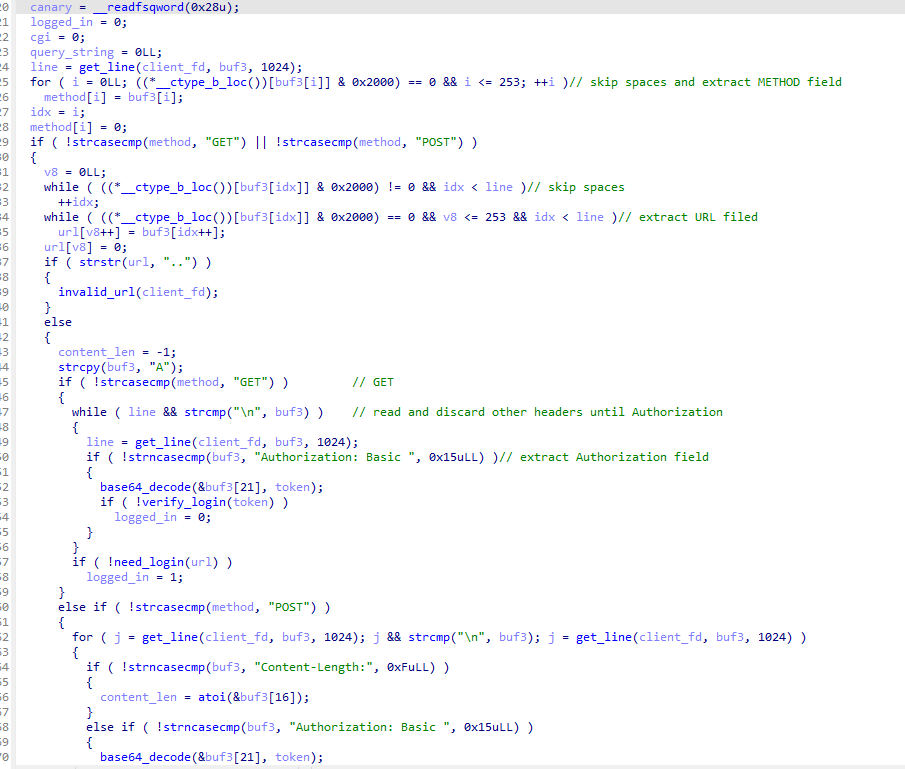 20 canary = __readfsqword(0x28u);
21 logged_in = 0;
22 cgi = 0;
23 query_string = 0LL;
24 line = get_line(client_fd, buf3, 1024);
25 for ( i = 0LL; ((*__ctype_b_loc())[buf3[i]] & 0x2000) == 0 && i <= 253; ++i )// skip spaces and extract METHOD field
26 method[i] = buf3[i];
27 idx = i;
28 method[i] = 0;
29 if ( !strcasecmp(method, "GET") || !strcasecmp(method, "POST") )
30 {
31 v8 = 0LL;
32 while ( ((*__ctype_b_loc())[buf3[idx]] & 0x2000) != 0 && idx < line )// skip spaces
33 ++idx;
34 while ( ((*__ctype_b_loc())[buf3[idx]] & 0x2000) == 0 && v8 <= 253 && idx < line )// extract URL filed
35 url[v8++] = buf3[idx++];
36 url[v8] = 0;
37 if ( strstr(url, "..") )
38 {
39 invalid_url(client_fd);
40 }
41 else
42 {
43 content_len = -1;
44 strcpy(buf3, "A");
45 if ( !strcasecmp(method, "GET") ) // GET
46 {
47 while ( line && strcmp("\n", buf3) ) // read and discard other headers until Authorization
48 {
49 line = get_line(client_fd, buf3, 1024);
50 if ( !strncasecmp(buf3, "Authorization: Basic ", 0x15uLL) )// extract Authorization field
51 {
52 base64_decode(&buf3[21], token);
53 if ( !verify_login(token) )
54 logged_in = 0;
55 }
56 }
57 if ( !need_login(url) )
58 logged_in = 1;
59 }
60 else if ( !strcasecmp(method, "POST") )
61 {
62 for ( j = get_line(client_fd, buf3, 1024); j && strcmp("\n", buf3); j = get_line(client_fd, buf3, 1024) )
63 {
64 if ( !strncasecmp(buf3, "Content-Length:", 0xFuLL) )
65 {
66 content_len = atoi(&buf3[16]);
67 }
68 else if ( !strncasecmp(buf3, "Authorization: Basic ", 0x15uLL) )
69 {
70 base64_decode(&buf3[21], token);